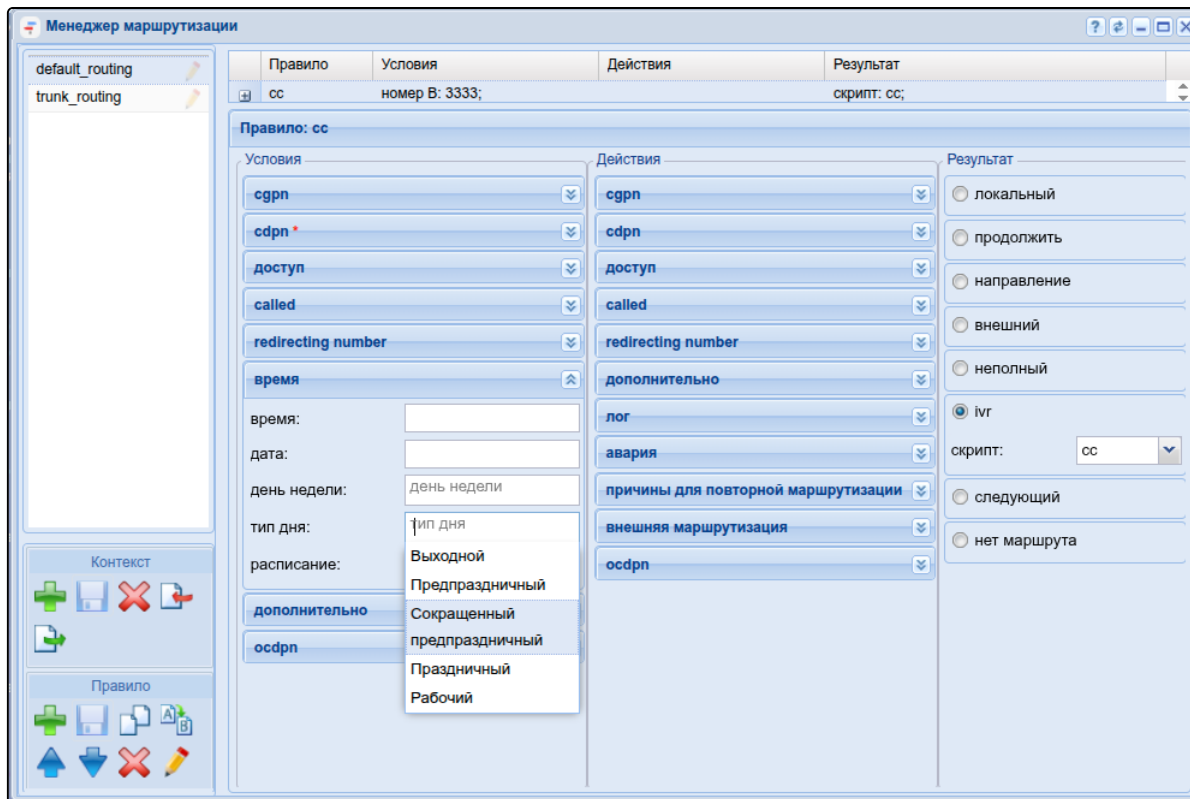 Менеджер маршрутизации
default_routing
trunk_routing
Правило Условия Действия Результат
cc номер B: 3333; скрипт: cc;
Правило: cc
Условия
cgpn
cdpn *
доступ
called
redirecting number
время
время:
дата:
день недели: день недели
тип дня: тип дня
расписание:
Выходной
Предпраздничный
Сокращенный
предпраздничный
Праздничный
Рабочий
дополнительно
ocdpn
Действия
cgpn
cdpn
доступ
called
redirecting number
дополнительно
лог
авария
причины для повторной маршрутизации
внешняя маршрутизация
ocdpn
Результат
локальный
продолжить
направление
внешний
неполный
ivr
скрипт: cc
следующий
нет маршрута
Контекст
Правило